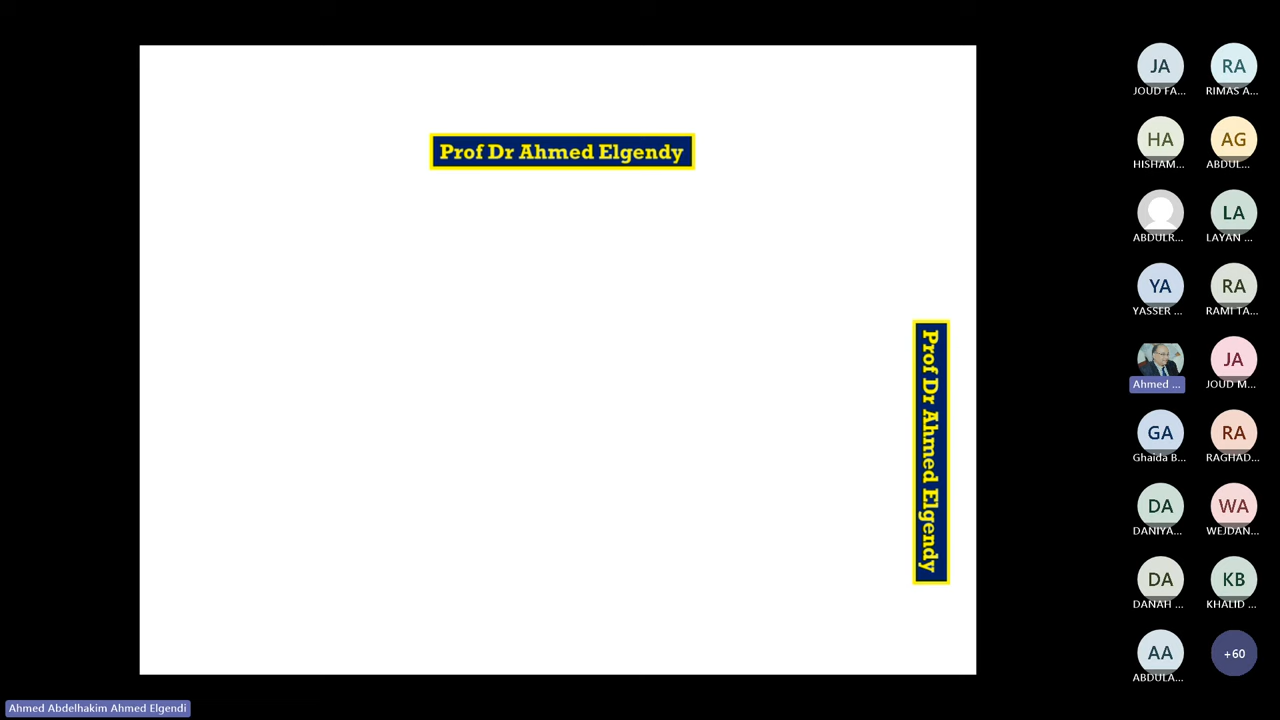 Prof Dr Ahmed Elgendy
Prof Dr Ahmed Elgendy
JA
JOUD FA...
RA
RIMAS A...
HA
HISHAM...
AG
ABDUL...
ABDULR...
LA
LAYAN ...
YA
YASSER ...
RA
RAMI TA...
Ahmed ...
JA
JOUD M...
GA
Ghaida B...
RA
RAGHAD...
DA
DANIYA...
WA
WEJDAN...
DA
DANAH ...
KB
KHALID ...
AA
ABDULA...
+60
Ahmed Abdelhakim Ahmed Elgendi